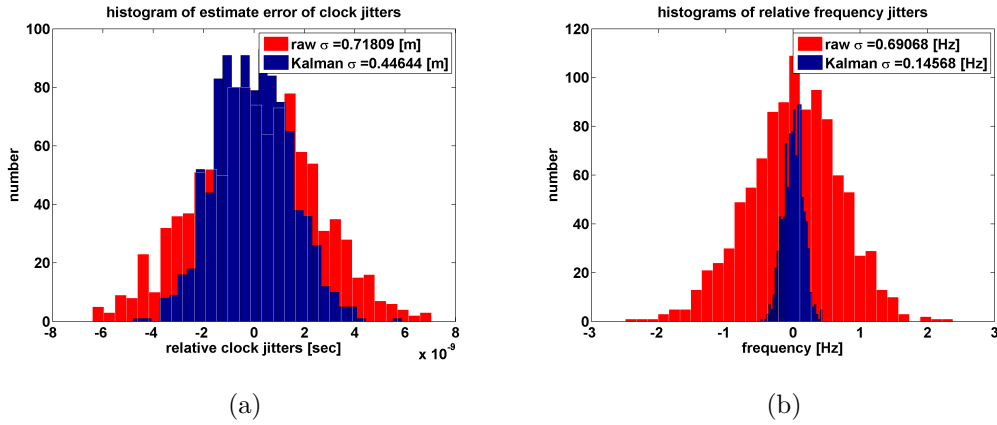 histogram of estimate error of clock jitters
raw σ =0.71809 [m]
Kalman σ=0.44644 [m]
number
100
80
60
40
20
0
-8
-6
-4
-2
0
2
4
6
8
x 10-9
relative clock jitters [sec]
(a)
histograms of relative frequency jitters
raw σ =0.69068 [Hz]
Kalman σ=0.14568 [Hz]
number
120
100
80
60
40
20
0
-3
-2
-1
0
1
2
3
frequency [Hz]
(b)